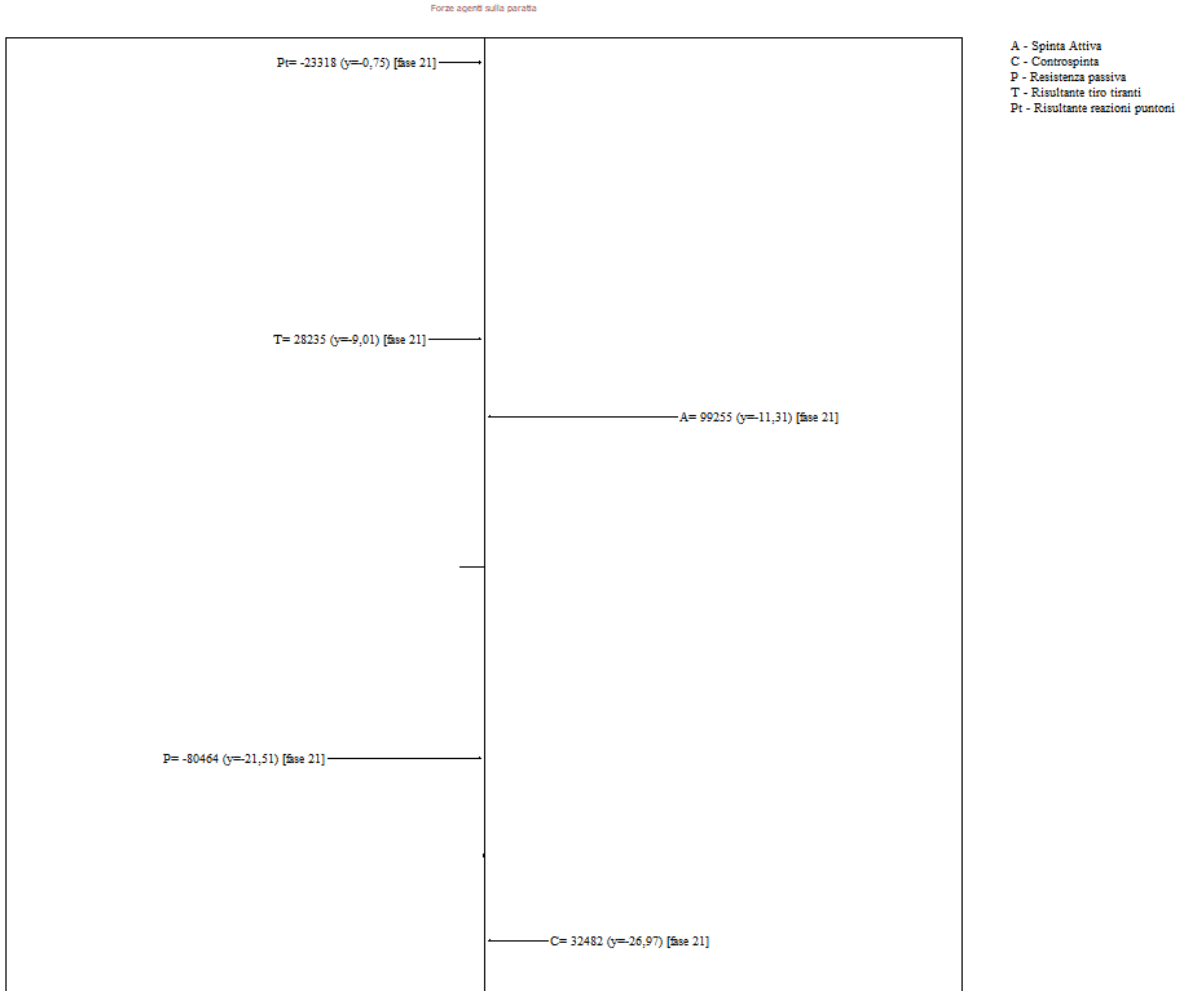 Forze agenti sulla paratia
A - Spinta Attiva
C - Controspinta
P - Resistenza passiva
T - Risultante tiro tiranti
Pt - Risultante reazioni puntoni
Pt= -23318 (y=-0,75) [fase 21]
T= 28235 (y=-9,01) [fase 21]
A= 99255 (y=-11,31) [fase 21]
P= -80464 (y=-21,51) [fase 21]
C= 32482 (y=-26,97) [fase 21]